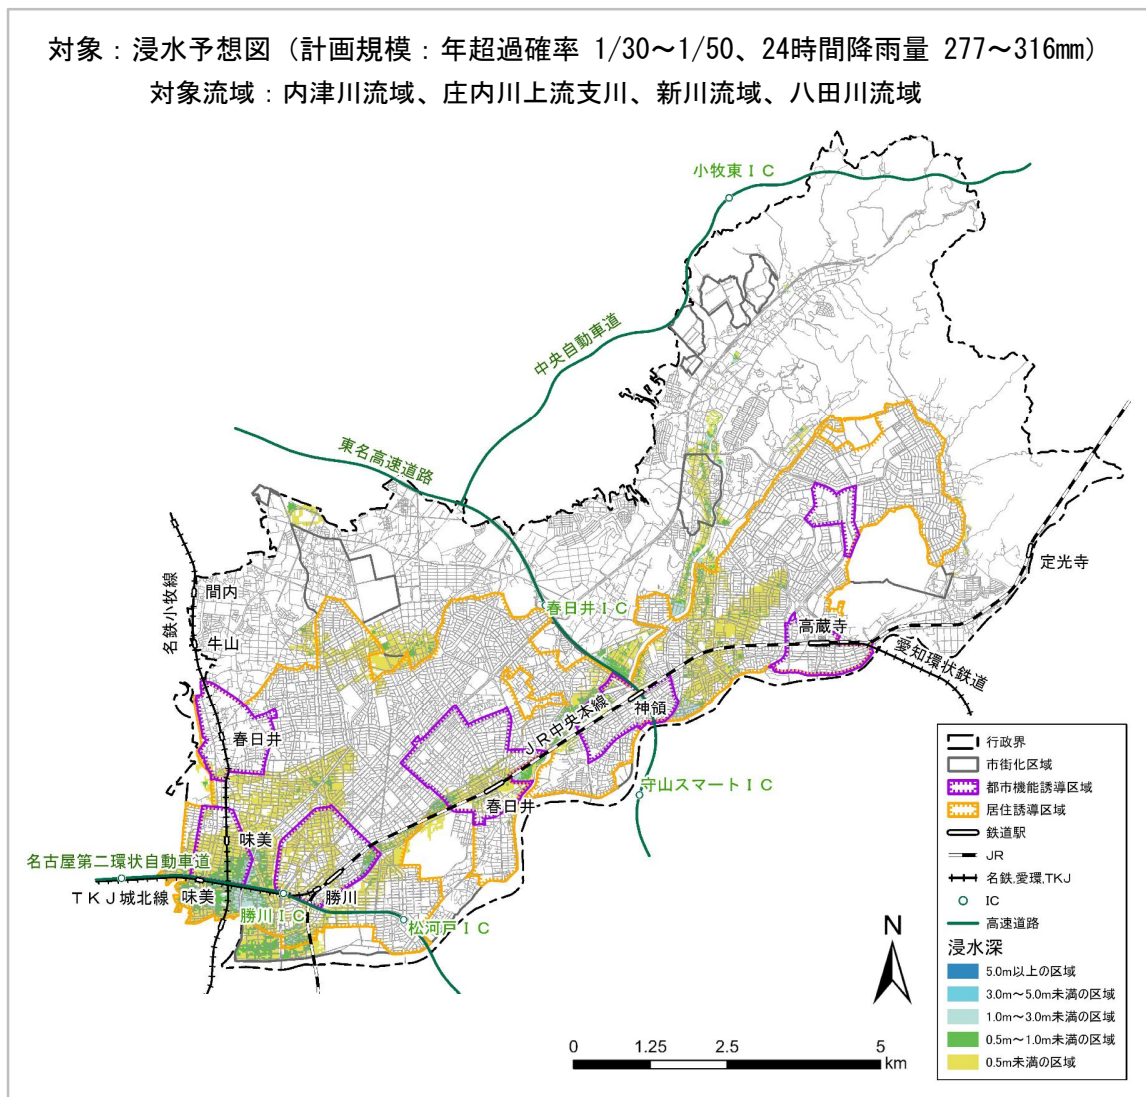 対象：浸水予想図（計画規模：年超過確率 1/30～1/50、24時間降雨量 277～316mm）
対象流域：内津川流域、庄内川上流支川、新川流域、八田川流域
小牧東ＩＣ
中央自動車道
東名高速道路
名鉄小牧線
間内
牛山
春日井ＩＣ
定光寺
高蔵寺
愛知環状鉄道
神領
JR中央本線
春日井
春日井
守山スマートＩＣ
味美
名古屋第二環状自動車道
ＴＫＪ城北線
味美
勝川
勝川ＩＣ
松河戸ＩＣ
行政界
市街化区域
都市機能誘導区域
居住誘導区域
鉄道駅
JR
名鉄,愛環,TKJ
IC
高速道路
浸水深
5.0m以上の区域
3.0m～5.0m未満の区域
1.0m～3.0m未満の区域
0.5m～1.0m未満の区域
0.5m未満の区域
N
0 1.25 2.5 5
km